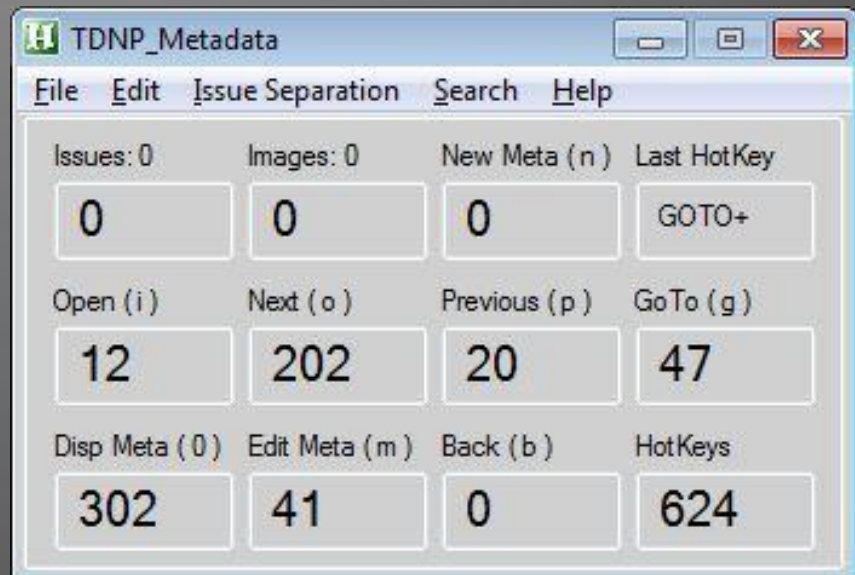 H TDNP_Metadata
File Edit Issue Separation Search Help
Issues: 0 Images: 0 New Meta ( n ) Last HotKey
0 0 0 GOTO+
Open ( i ) Next ( o ) Previous ( p ) GoTo ( g )
12 202 20 47
Disp Meta ( 0 ) Edit Meta ( m ) Back ( b ) HotKeys
302 41 0 624